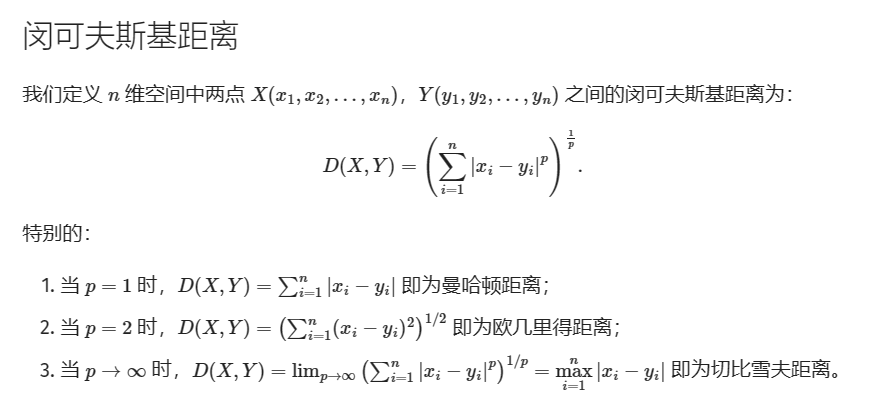 闵可夫斯基距离
我们定义 n 维空间中两点 X(x₁, x₂, . . . , xₙ)，Y(y₁, y₂, . . . , yₙ) 之间的闵可夫斯基距离为：
D(X, Y) = (∑ᵢ₌₁ⁿ |xᵢ − yᵢ|ᵖ)^(1/p).
特别的：
1. 当 p = 1 时，D(X, Y) = ∑ᵢ₌₁ⁿ |xᵢ − yᵢ| 即为曼哈顿距离；
2. 当 p = 2 时，D(X, Y) = (∑ᵢ₌₁ⁿ (xᵢ − yᵢ)²)^(1/2) 即为欧几里得距离；
3. 当 p → ∞ 时，D(X, Y) = lim_(p→∞) (∑ᵢ₌₁ⁿ |xᵢ − yᵢ|ᵖ)^(1/p) = max_(i=1)^n |xᵢ − yᵢ| 即为切比雪夫距离。